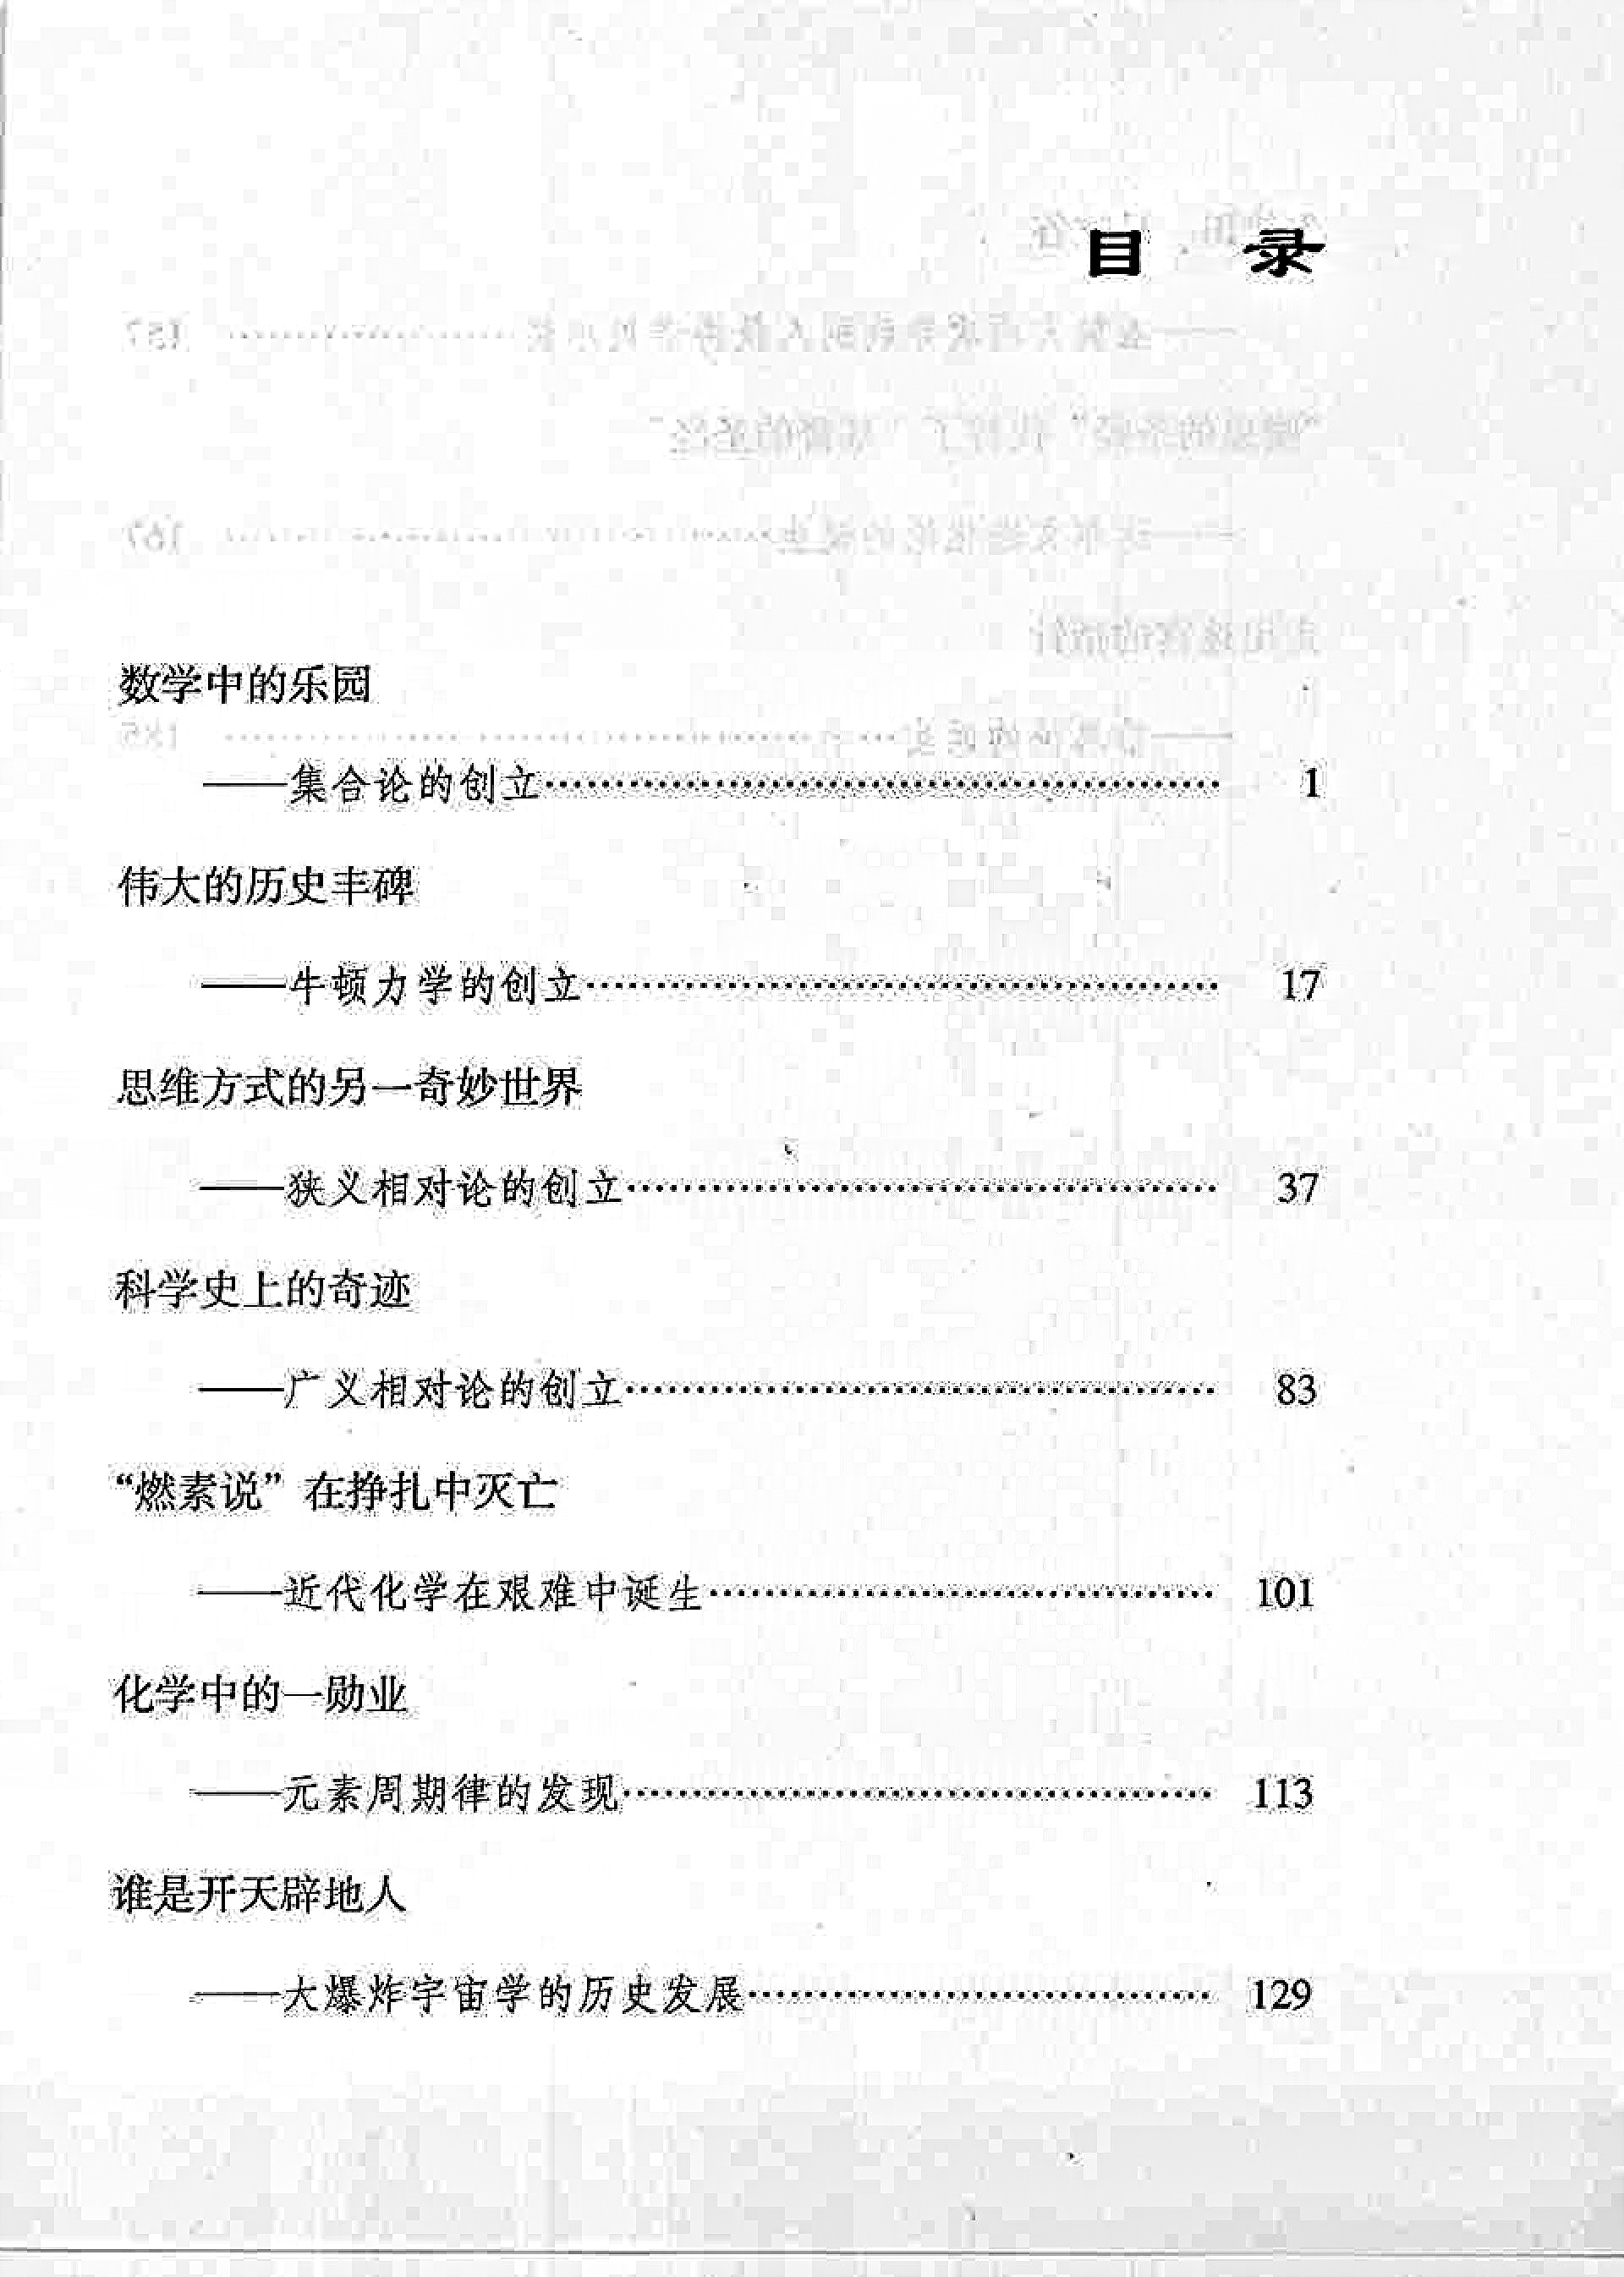 目 录
数学中的乐园
——集合论的创立…………………………………………… 1
伟大的历史丰碑
——牛顿力学的创立………………………………………… 17
思维方式的另一奇妙世界
——狭义相对论的创立……………………………………… 37
科学史上的奇迹
——广义相对论的创立……………………………………… 83
“燃素说”在挣扎中灭亡
——近代化学在艰难中诞生………………………………… 101
化学中的一勋业
——元素周期律的发现……………………………………… 113
谁是开天辟地人
——大爆炸宇宙学的历史发展……………………………… 129